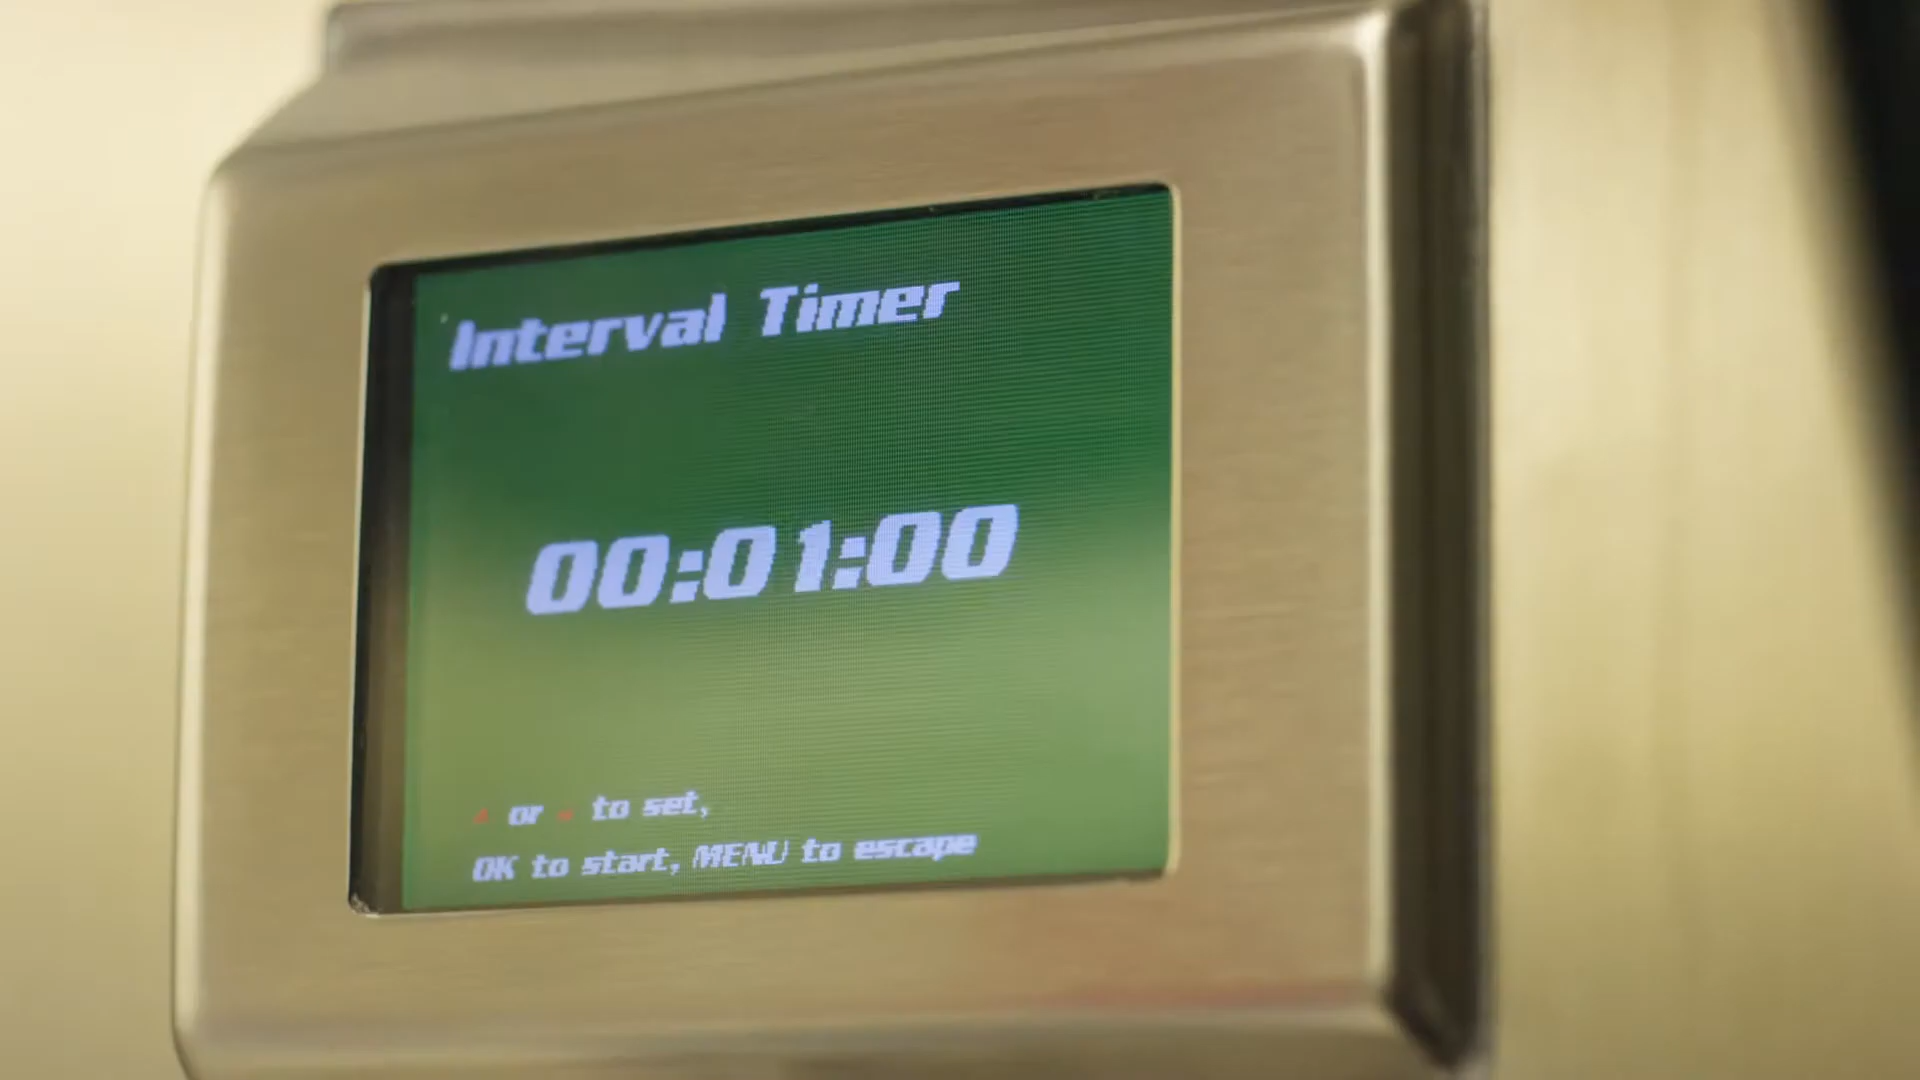 Interval Timer
00:01:00
+ or - to set,
OK to start, MENU to escape